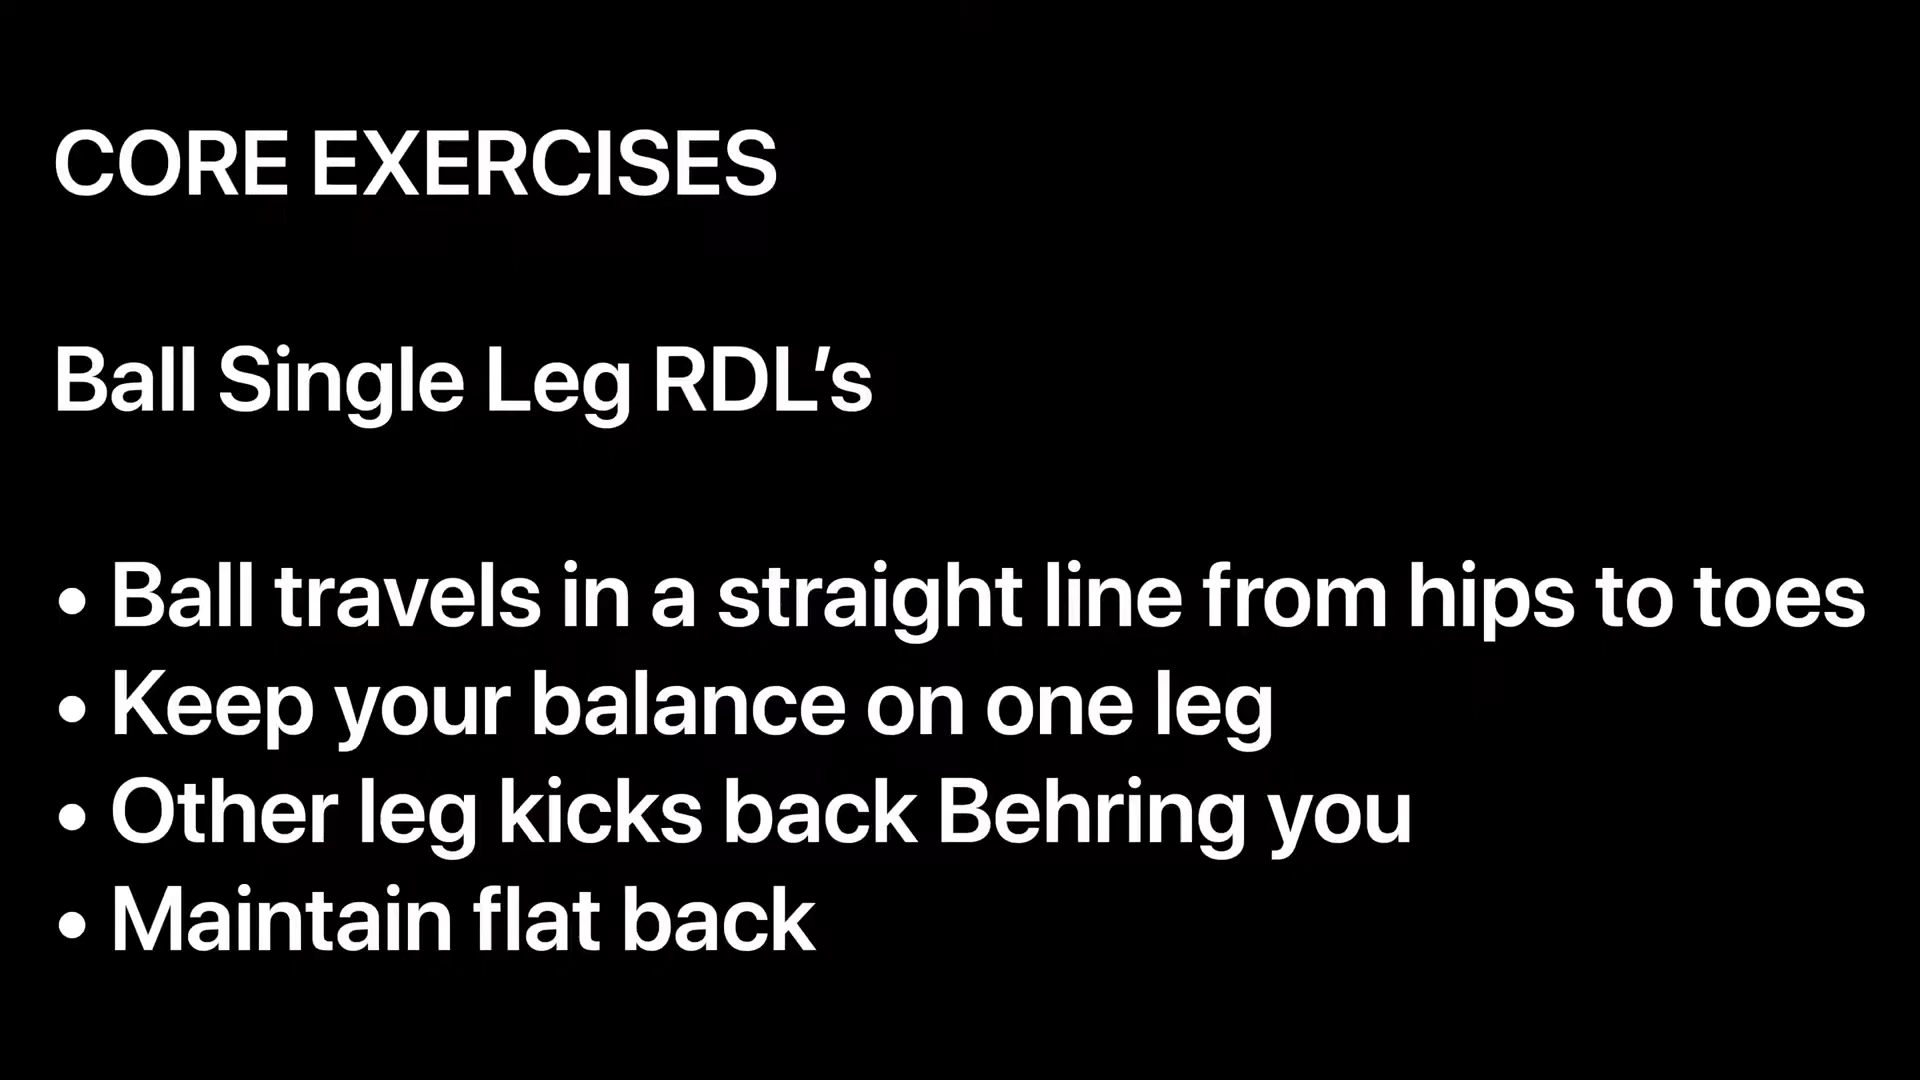 CORE EXERCISES
Ball Single Leg RDL’s
• Ball travels in a straight line from hips to toes
• Keep your balance on one leg
• Other leg kicks back Behring you
• Maintain flat back